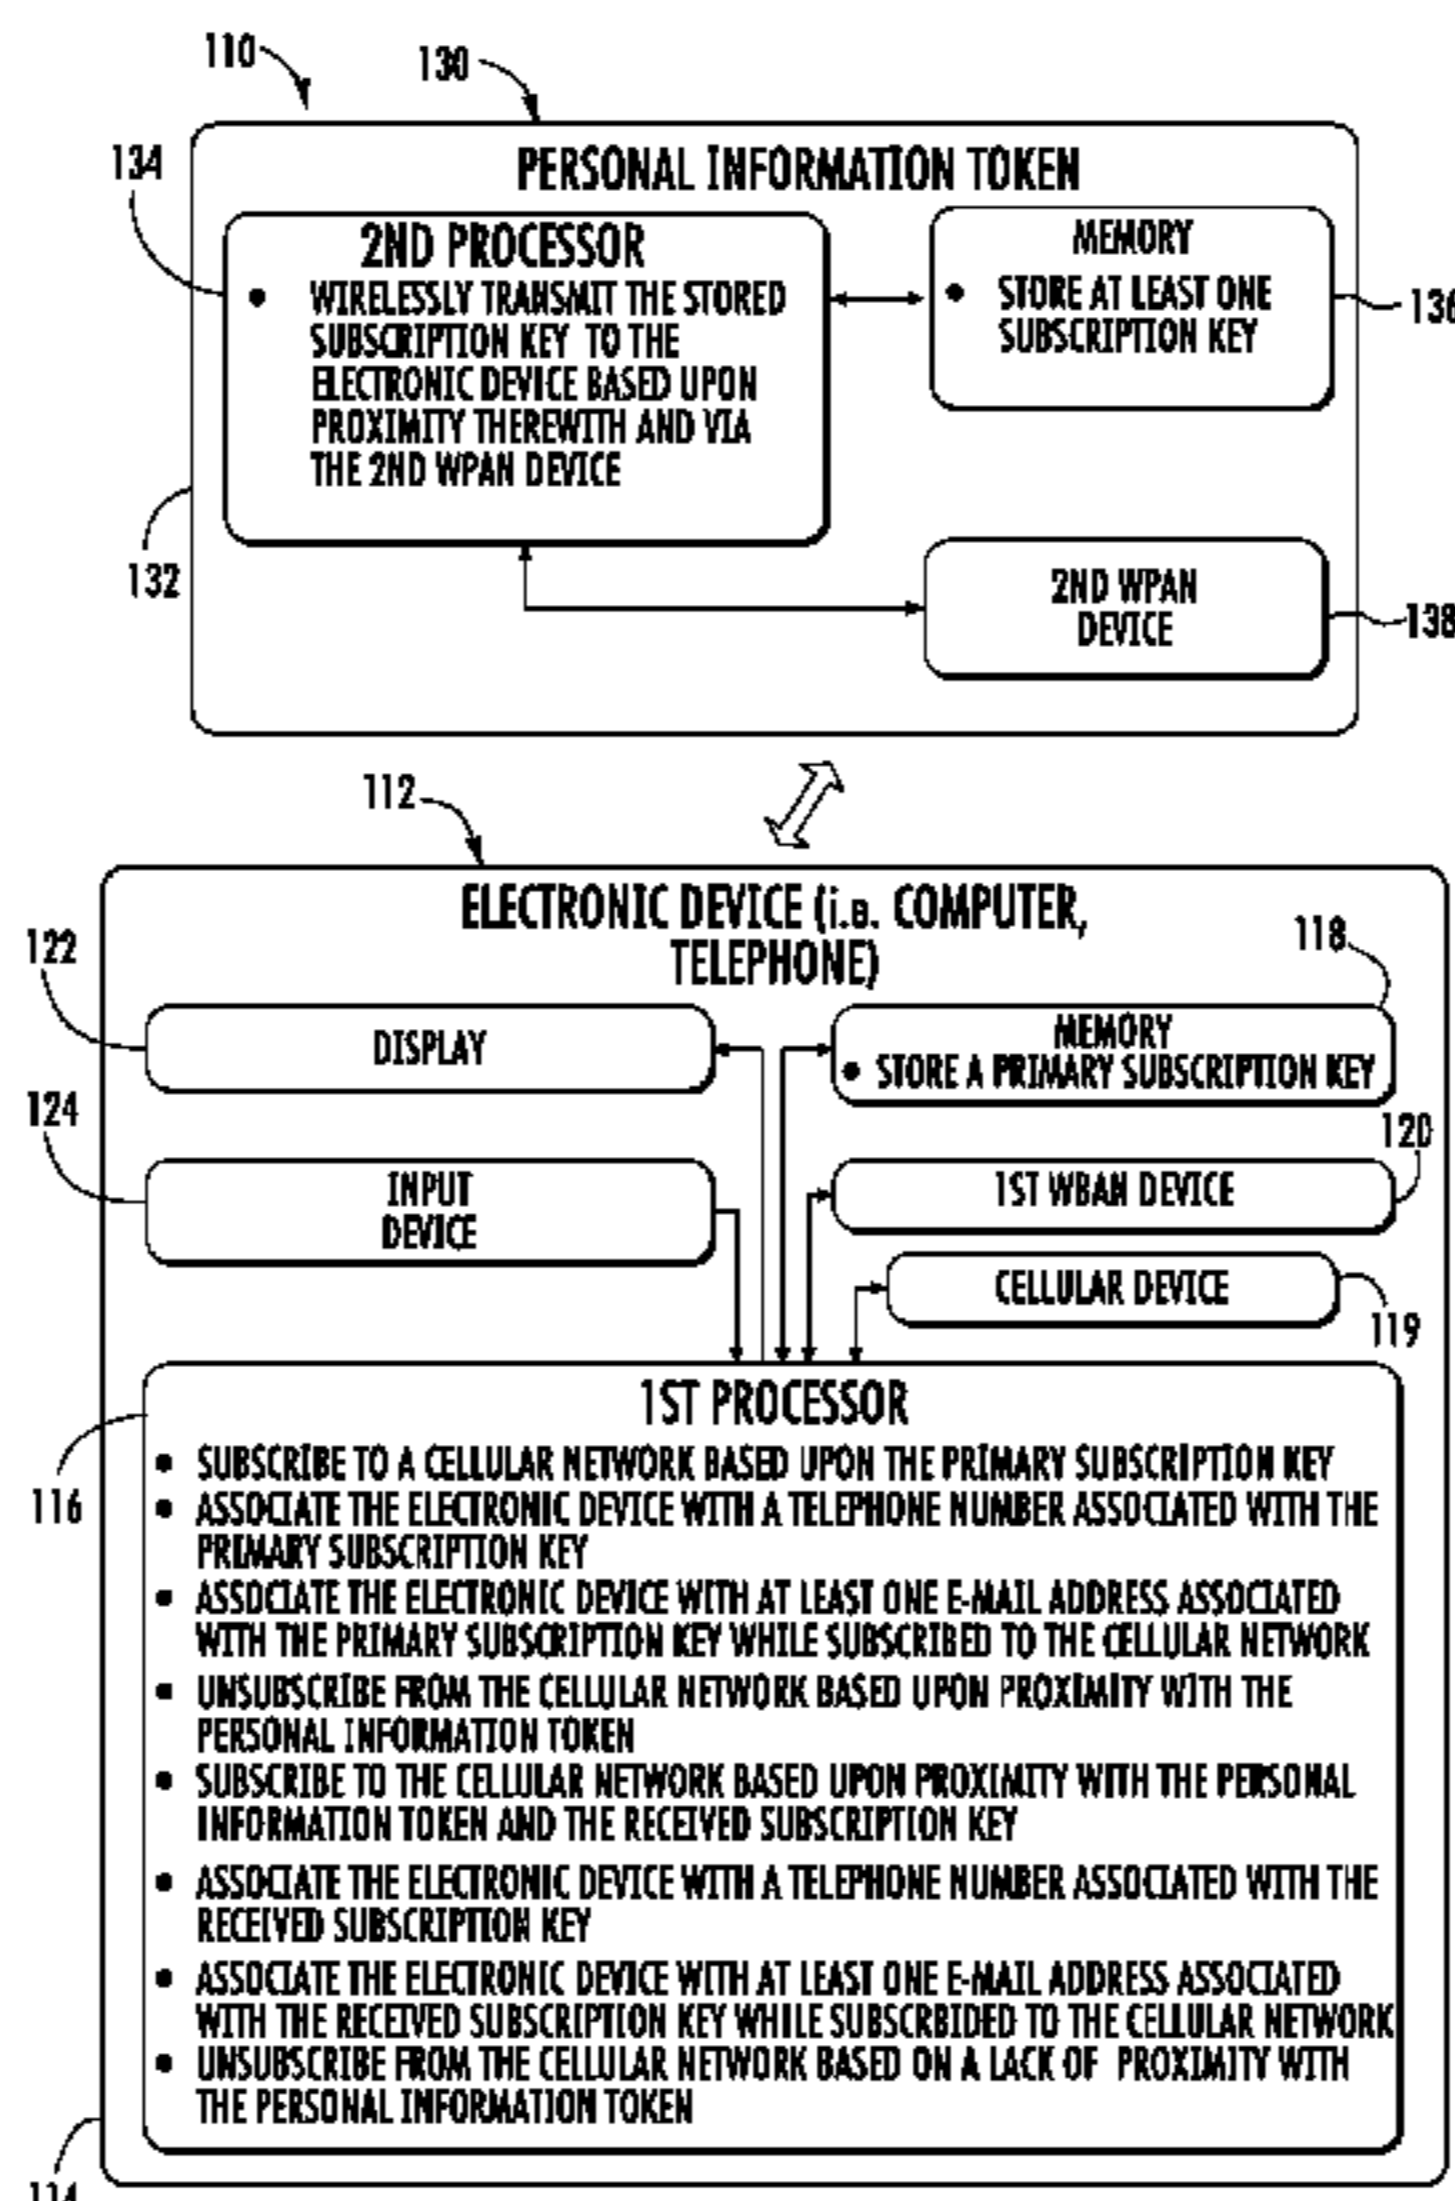 110
130
134
PERSONAL INFORMATION TOKEN
2ND PROCESSOR
• WIRELESSLY TRANSMIT THE STORED
SUBSCRIPTION KEY TO THE
ELECTRONIC DEVICE BASED UPON
PROXIMITY THEREWITH AND VIA
THE 2ND WPAN DEVICE
MEMORY
• STORE AT LEAST ONE
SUBSCRIPTION KEY
136
132
2ND WPAN
DEVICE
138
112
ELECTRONIC DEVICE (i.e. COMPUTER,
TELEPHONE)
118
122
DISPLAY
MEMORY
• STORE A PRIMARY SUBSCRIPTION KEY
124
120
INPUT
DEVICE
1ST WBAN DEVICE
CELLULAR DEVICE
119
1ST PROCESSOR
116
• SUBSCRIBE TO A CELLULAR NETWORK BASED UPON THE PRIMARY SUBSCRIPTION KEY
• ASSOCIATE THE ELECTRONIC DEVICE WITH A TELEPHONE NUMBER ASSOCIATED WITH THE
PRIMARY SUBSCRIPTION KEY
• ASSOCIATE THE ELECTRONIC DEVICE WITH AT LEAST ONE E-MAIL ADDRESS ASSOCIATED
WITH THE PRIMARY SUBSCRIPTION KEY WHILE SUBSCRIBED TO THE CELLULAR NETWORK
• UNSUBSCRIBE FROM THE CELLULAR NETWORK BASED UPON PROXIMITY WITH THE
PERSONAL INFORMATION TOKEN
• SUBSCRIBE TO THE CELLULAR NETWORK BASED UPON PROXIMITY WITH THE PERSONAL
INFORMATION TOKEN AND THE RECEIVED SUBSCRIPTION KEY
• ASSOCIATE THE ELECTRONIC DEVICE WITH A TELEPHONE NUMBER ASSOCIATED WITH THE
RECEIVED SUBSCRIPTION KEY
• ASSOCIATE THE ELECTRONIC DEVICE WITH AT LEAST ONE E-MAIL ADDRESS ASSOCIATED
WITH THE RECEIVED SUBSCRIPTION KEY WHILE SUBSCRBIDED TO THE CELLULAR NETWORK
• UNSUBSCRIBE FROM THE CELLULAR NETWORK BASED ON A LACK OF PROXIMITY WITH
THE PERSONAL INFORMATION TOKEN
114